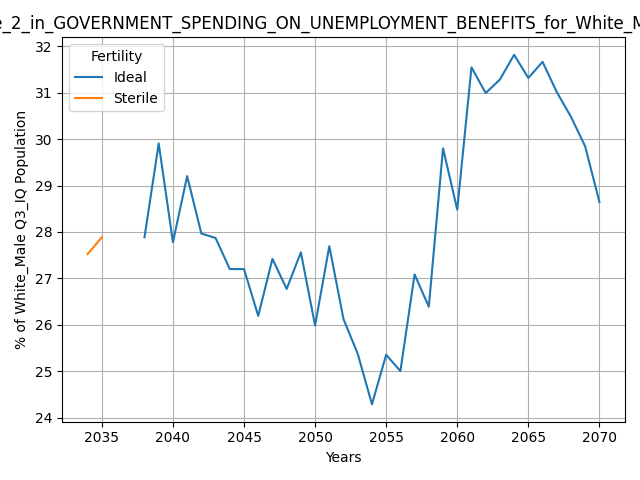 _2_in_GOVERNMENT_SPENDING_ON_UNEMPLOYMENT_BENEFITS_for_White_M
Fertility
Ideal
Sterile
% of White_Male Q3_IQ Population
32
31
30
29
28
27
26
25
24
2035
2040
2045
2050
2055
2060
2065
2070
Years